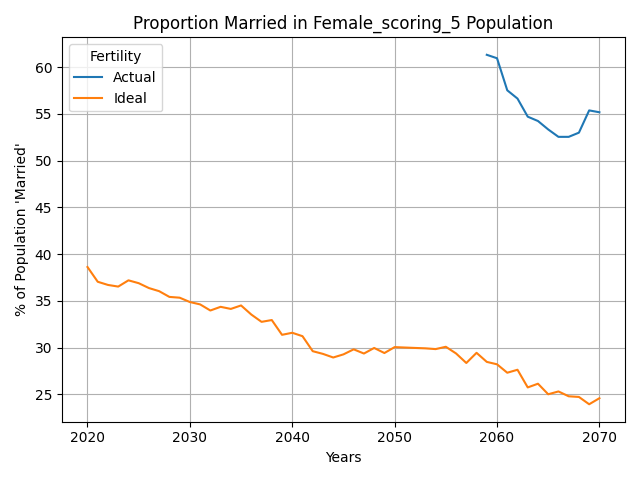 Proportion Married in Female_scoring_5 Population
Fertility
Actual
Ideal
% of Population 'Married'
60
55
50
45
40
35
30
25
2020
2030
2040
2050
2060
2070
Years